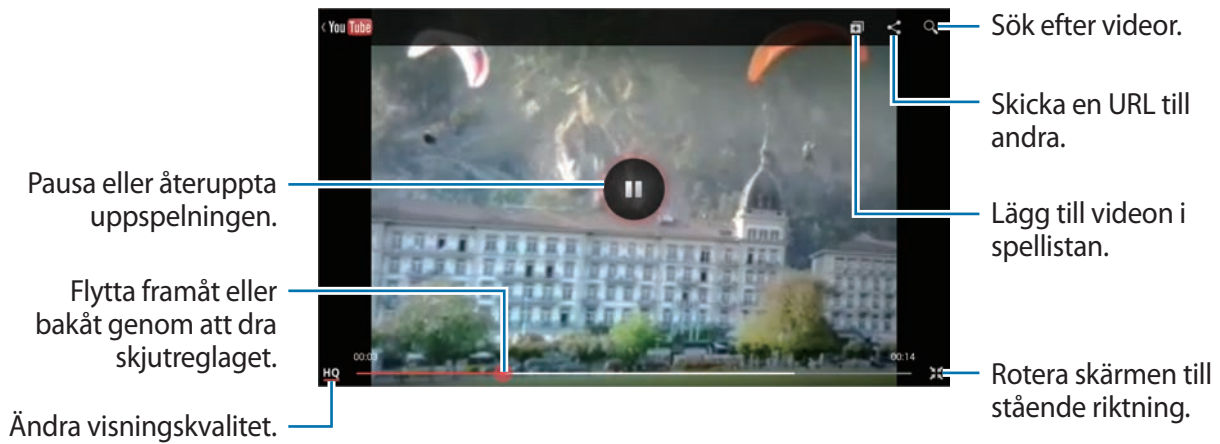 You Tube
Sök efter videor.
Skicka en URL till
andra.
Pausa eller återuppta
uppspelningen.
Lägg till videon i
spellistan.
Flytta framåt eller
bakåt genom att dra
skjutreglaget.
00:03
00:14
HQ
Rotera skärmen till
stående riktning.
Ändra visningskvalitet.